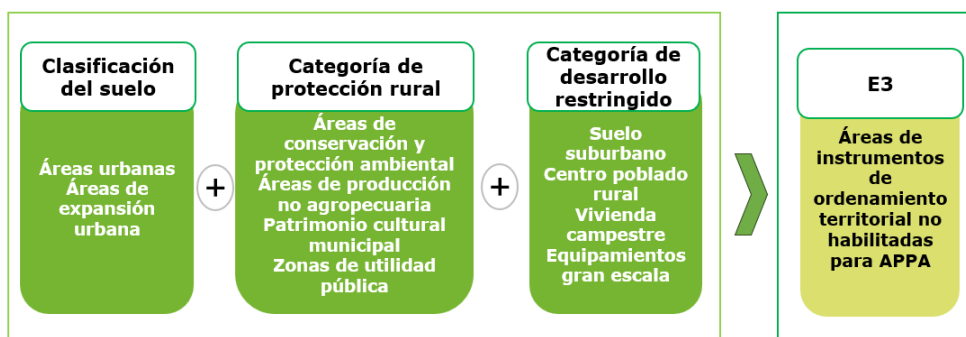 Clasificación
del suelo
Áreas urbanas
Áreas de
expansión
urbana
+
Categoría de
protección rural
Áreas de
conservación y
protección ambiental
Áreas de producción
no agropecuaria
Patrimonio cultural
municipal
Zonas de utilidad
pública
+
Categoría de
desarrollo
restringido
Suelo
suburbano
Centro poblado
rural
Vivienda
campestre
Equipamientos
gran escala
E3
Áreas de
instrumentos
de
ordenamiento
territorial no
habilitadas
para APPA